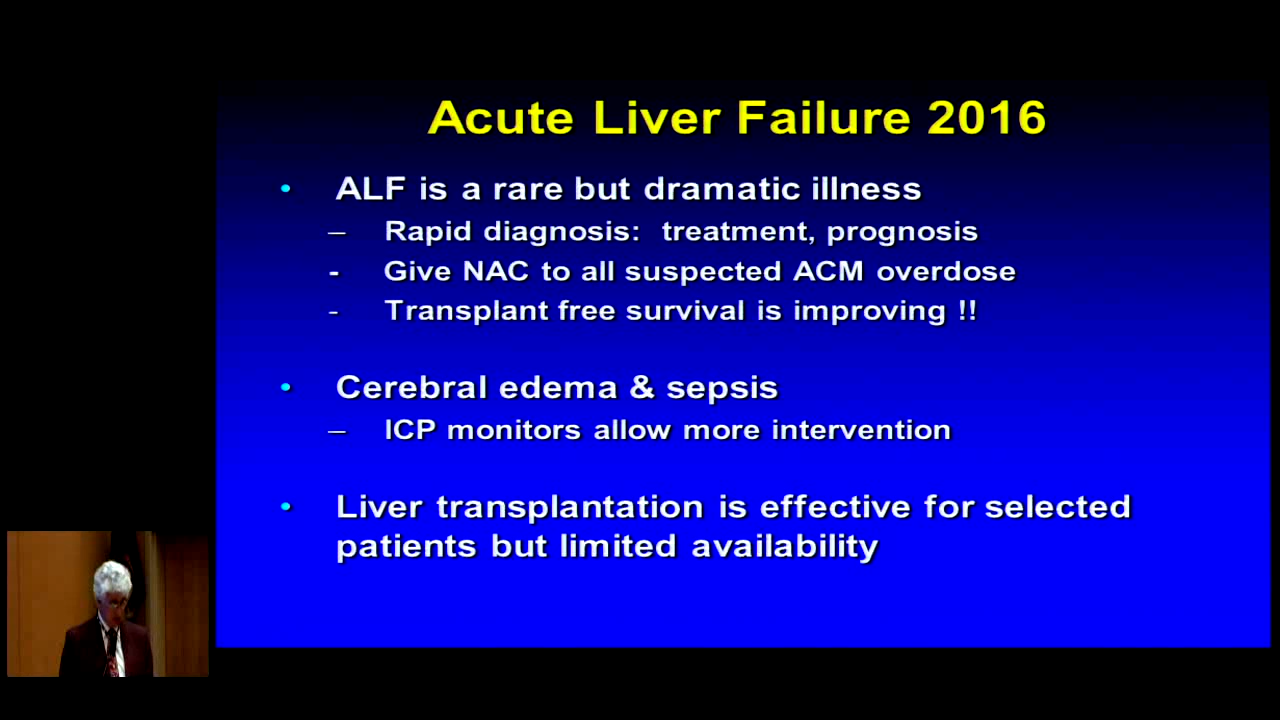 Acute Liver Failure 2016
• ALF is a rare but dramatic illness
– Rapid diagnosis: treatment, prognosis
- Give NAC to all suspected ACM overdose
- Transplant free survival is improving !!
• Cerebral edema & sepsis
– ICP monitors allow more intervention
• Liver transplantation is effective for selected
patients but limited availability